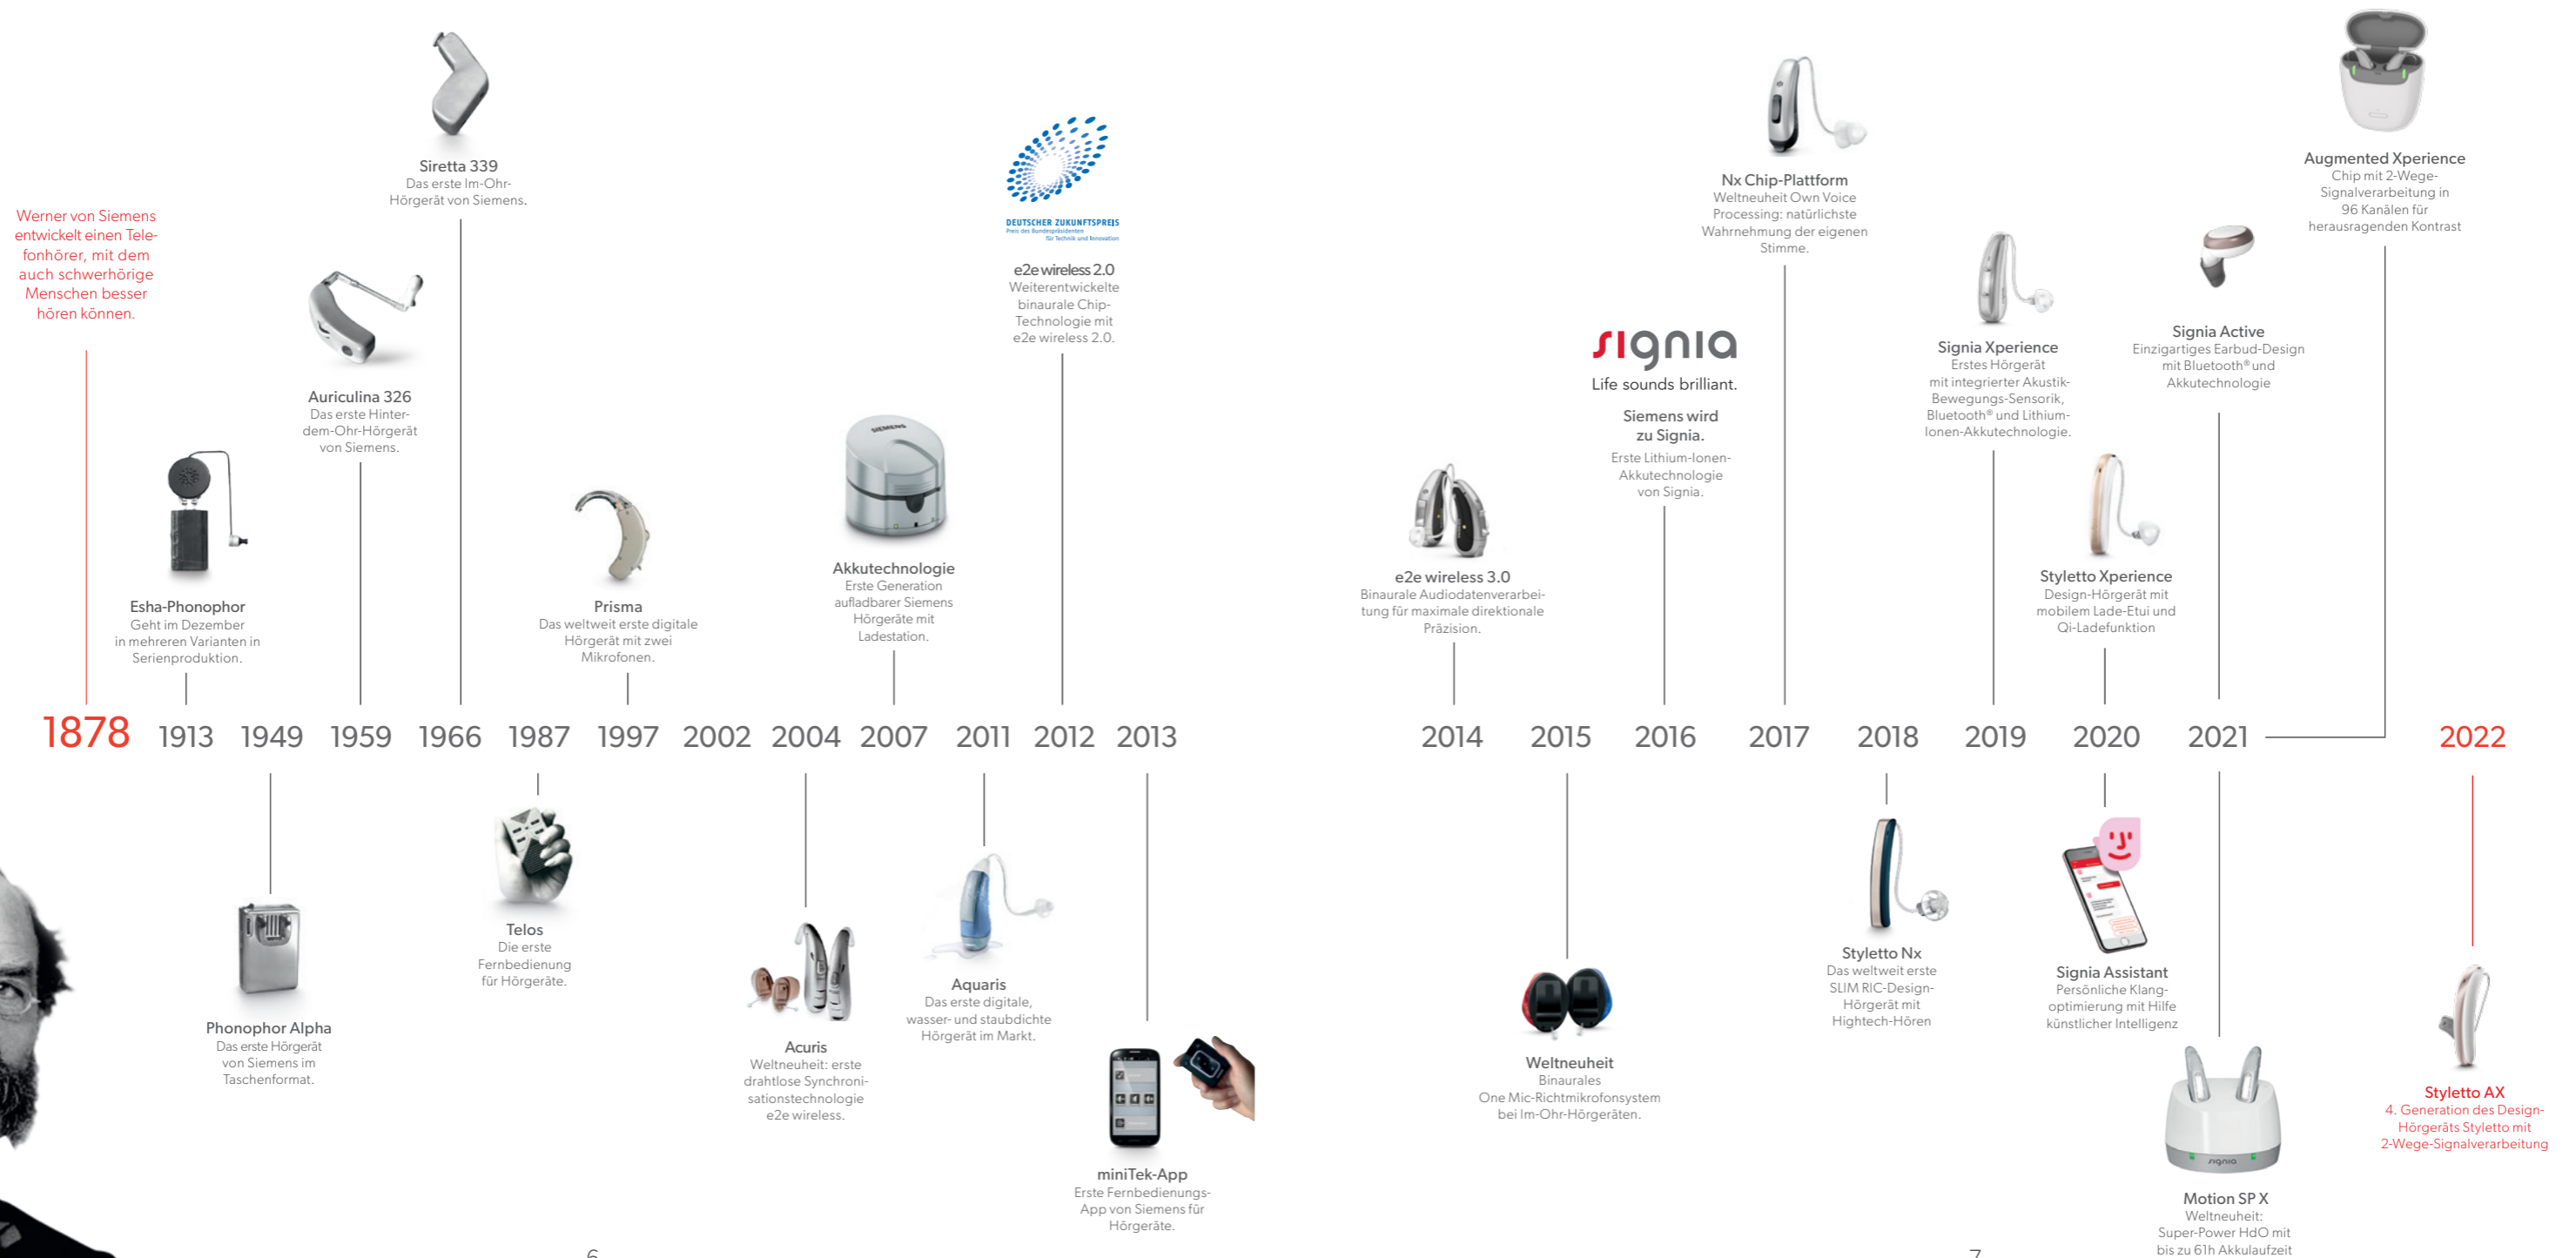 Werner von Siemens
entwickelt einen Tele-
fonhörer, mit dem
auch schwerhörige
Menschen besser
hören können.
Esha-Phonophor
Geht im Dezember
in mehreren Varianten in
Serienproduktion.
Auriculina 326
Das erste Hinter-
dem-Ohr-Hörgerät
von Siemens.
Siretta 339
Das erste Im-Ohr-
Hörgerät von Siemens.
Prisma
Das weltweit erste digitale
Hörgerät mit zwei
Mikrofonen.
SIEMENS
Akkutechnologie
Erste Generation
aufladbarer Siemens
Hörgeräte mit
Ladestation.
DEUTSCHER ZUKUNFTSPREIS
Preis des Bundespräsidenten
für Technik und Innovation
e2e wireless 2.0
Weiterentwickelte
binaurale Chip-
Technologie mit
e2e wireless 2.0.
e2e wireless 3.0
Binaurale Audiodatenverarbei-
tung für maximale direktionale
Präzision.
signia
Life sounds brilliant.
Siemens wird
zu Signia.
Erste Lithium-Ionen-
Akkutechnologie
von Signia.
Nx Chip-Plattform
Weltneuheit Own Voice
Processing: natürlichste
Wahrnehmung der eigenen
Stimme.
Signia Xperience
Erstes Hörgerät
mit integrierter Akustik-
Bewegungs-Sensorik,
Bluetooth® und Lithium-
Ionen-Akkutechnologie.
Styletto Xperience
Design-Hörgerät mit
mobilem Lade-Etui und
Qi-Ladefunktion
Signia Active
Einzigartiges Earbud-Design
mit Bluetooth® und
Akkutechnologie
Augmented Xperience
Chip mit 2-Wege-
Signalverarbeitung in
96 Kanälen für
herausragenden Kontrast
1878 1913 1949 1959 1966 1987 1997 2002 2004 2007 2011 2012 2013 2014 2015 2016 2017 2018 2019 2020 2021 2022
Phonophor Alpha
Das erste Hörgerät
von Siemens im
Taschenformat.
Telos
Die erste
Fernbedienung
für Hörgeräte.
Acuris
Weltneuheit: erste
drahtlose Synchroni-
sationstechnologie
e2e wireless.
Aquaris
Das erste digitale,
wasser- und staubdichte
Hörgerät im Markt.
miniTek-App
Erste Fernbedienungs-
App von Siemens für
Hörgeräte.
Weltneuheit
Binaurales
One Mic-Richtmikrofonsystem
bei Im-Ohr-Hörgeräten.
Styletto Nx
Das weltweit erste
SLIM RIC-Design-
Hörgerät mit
Hightech-Hören
Signia Assistant
Persönliche Klang-
optimierung mit Hilfe
künstlicher Intelligenz
signia
Motion SP X
Weltneuheit:
Super-Power HdO mit
bis zu 61h Akkulaufzeit
Styletto AX
4. Generation des Design-
Hörgeräts Styletto mit
2-Wege-Signalverarbeitung
6
7